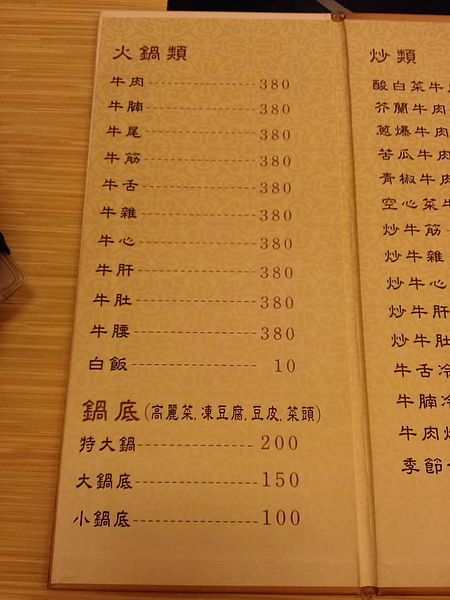 火鍋類
牛肉 380
牛腩 380
牛尾 380
牛筋 380
牛舌 380
牛雜 380
牛心 380
牛肝 380
牛肚 380
牛腰 380
白飯 10
鍋底(高麗菜.凍豆腐.豆皮.菜頭)
特大鍋 200
大鍋底 150
小鍋底 100
炒類
酸白菜牛
芥蘭牛肉
蔥爆牛肉
苦瓜牛肉
青椒牛肉
空心菜牛
炒牛筋
炒牛雜
炒牛心
炒牛肝
炒牛肚
牛舌冷
牛腩冷
牛肉
季節